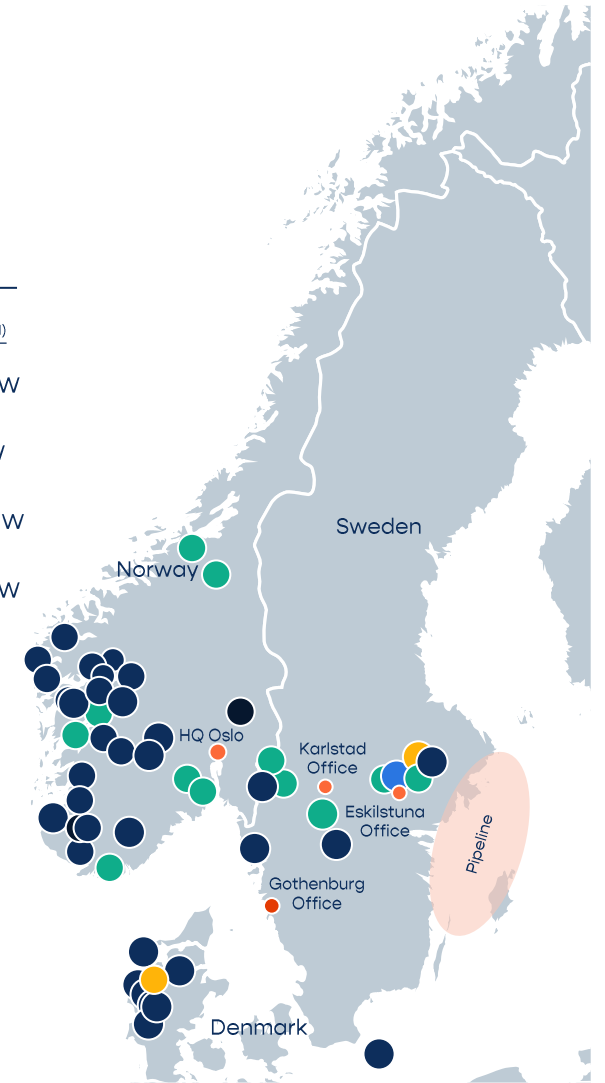 )
W
W
W
Sweden
Norway
HQ Oslo
Karlstad
Office
Eskilstuna
Office
Pipeline
Gothenburg
Office
Denmark